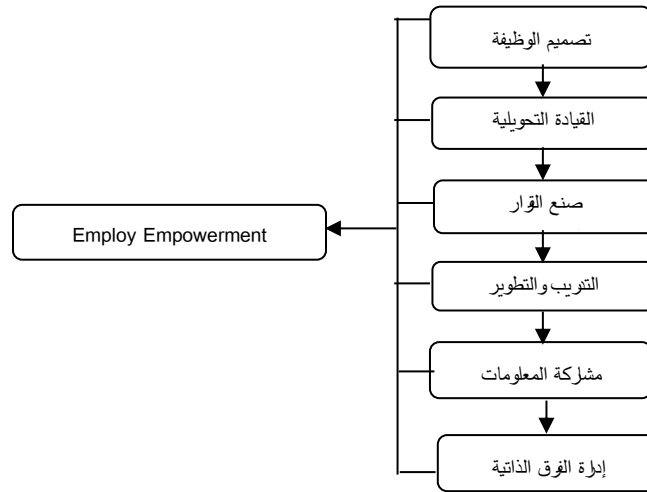 تصميم الوظيفة
القيادة التحويلية
صنع القرار
Employ Empowerment
التدريب والتطوير
مشاركة المعلومات
إدارة الفرق الذاتية